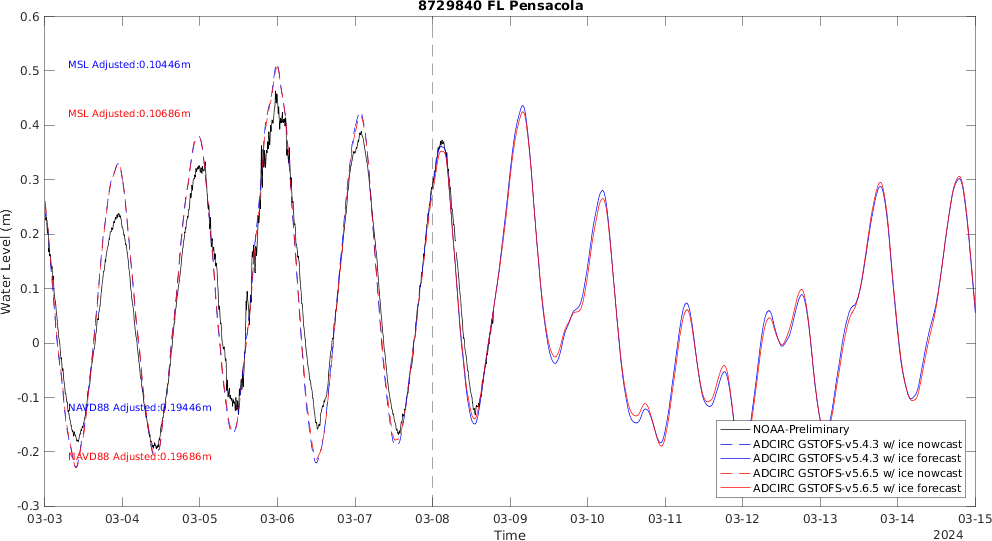 8729840 FL Pensacola
0.6
0.5
0.4
0.3
0.2
0.1
0
-0.1
-0.2
-0.3
Water Level (m)
MSL Adjusted:0.10446m
MSL Adjusted:0.10686m
NAVD88 Adjusted:0.19446m
NAVD88 Adjusted:0.19686m
NOAA-Preliminary
ADCIRC GSTOFS-v5.4.3 w/ ice nowcast
ADCIRC GSTOFS-v5.4.3 w/ ice forecast
ADCIRC GSTOFS-v5.6.5 w/ ice nowcast
ADCIRC GSTOFS-v5.6.5 w/ ice forecast
03-03 03-04 03-05 03-06 03-07 03-08 03-09 03-10 03-11 03-12 03-13 03-14 03-15
Time
2024